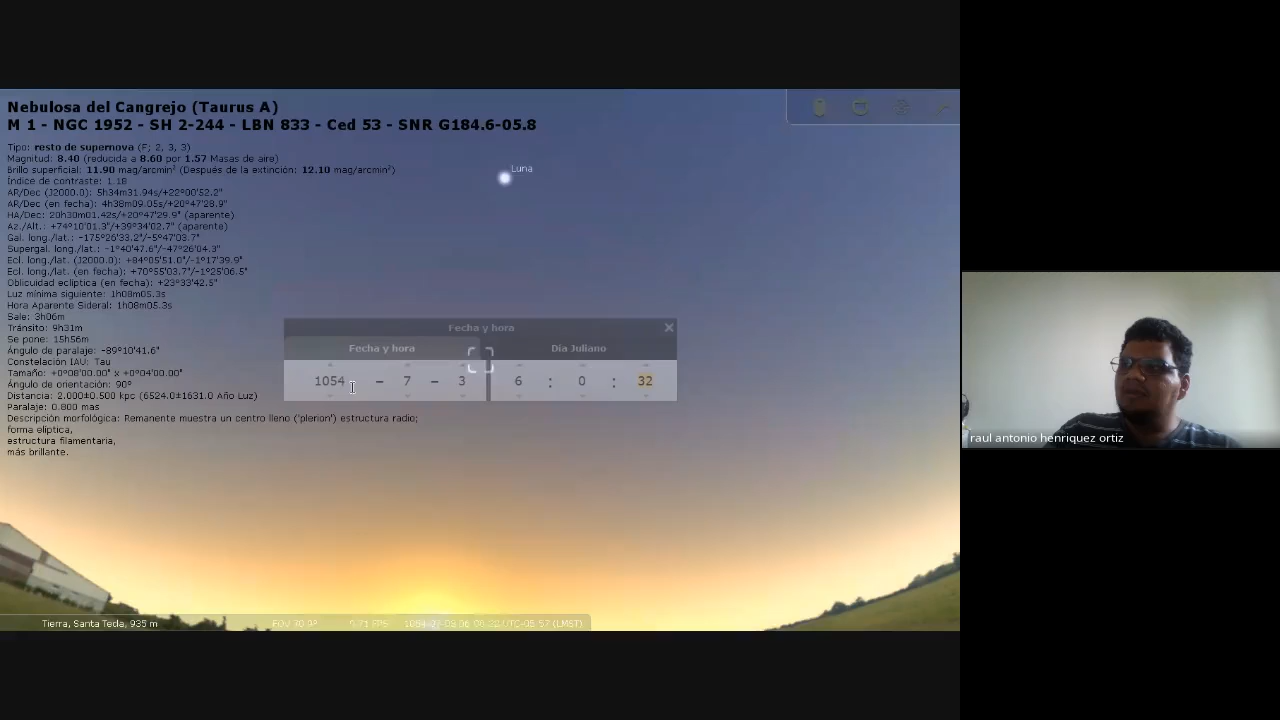 Nebulosa del Cangrejo (Taurus A)
M 1 - NGC 1952 - SH 2-244 - LBN 833 - Ced 53 - SNR G184.6-05.8
Tipo: resto de supernova (F; 2, 3, 3)
Magnitud: 8.40 (reducida a 8.60 por 1.57 Masas de aire)
Brillo superficial: 11.90 mag/arcmin² (Después de la extinción: 12.10 mag/arcmin²)
Índice de contraste: 1.18
AR/Dec (J2000.0): 5h34m31.94s/+22°00'52.2"
AR/Dec (en fecha): 4h38m09.05s/+20°47'28.9"
HA/Dec: 20h30m01.42s/+20°47'29.9" (aparente)
Az./Alt.: +74°10'01.3"/+39°34'02.7" (aparente)
Gal. long./lat.: -175°26'33.2"/-5°47'03.7"
Supergal. long./lat.: -1°40'47.6"/-47°26'04.3"
Ecl. long./lat. (J2000.0): +84°05'51.0"/-1°17'39.9"
Ecl. long./lat. (en fecha): +70°55'03.7"/-1°25'06.5"
Oblicuidad eclíptica (en fecha): +23°33'42.5"
Luz mínima siguiente: 1h08m05.3s
Hora Aparente Sideral: 1h08m05.3s
Sale: 3h06m
Tránsito: 9h31m
Se pone: 15h56m
Ángulo de paralaje: -89°10'41.6"
Constelación IAU: Tau
Tamaño: +0°08'00.00" x +0°04'00.00"
Ángulo de orientación: 90°
Distancia: 2.000±0.500 kpc (6524.0±1631.0 Año Luz)
Paralaje: 0.800 mas
Descripción morfológica: Remanente muestra un centro lleno ('plerion') estructura radio;
forma elíptica,
estructura filamentaria,
más brillante.
Luna
Fecha y hora
Fecha y hora Día Juliano
1054 - 7 - 3 6 : 0 : 32
Tierra, Santa Tecla, 935 m
raul antonio henriquez ortiz